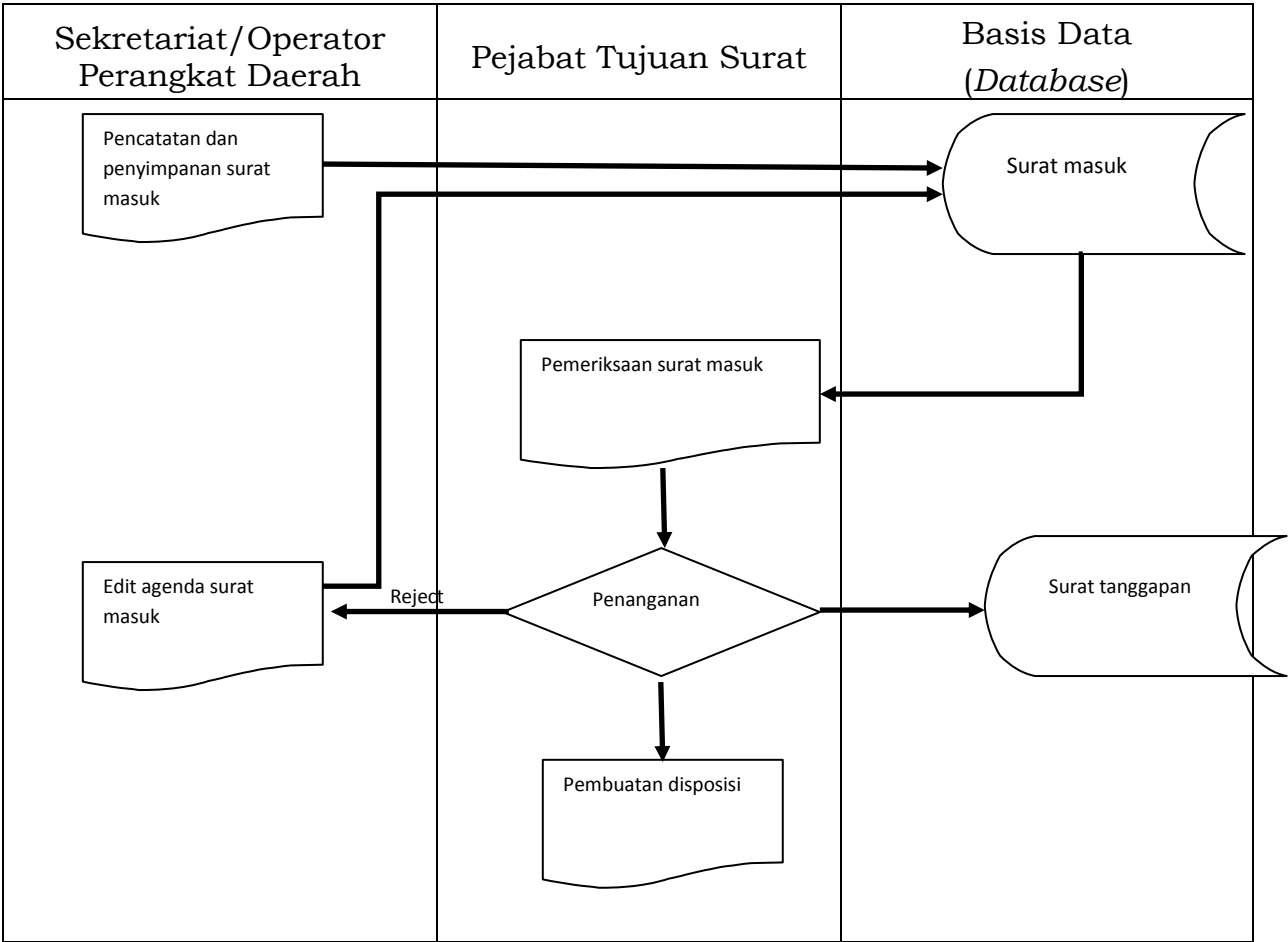 Sekretariat/Operator
Perangkat Daerah
Pejabat Tujuan Surat
Basis Data
(Database)
Pencatatan dan
penyimpanan surat
masuk
Surat masuk
Pemeriksaan surat masuk
Edit agenda surat
masuk
Reject
Penanganan
Surat tanggapan
Pembuatan disposisi